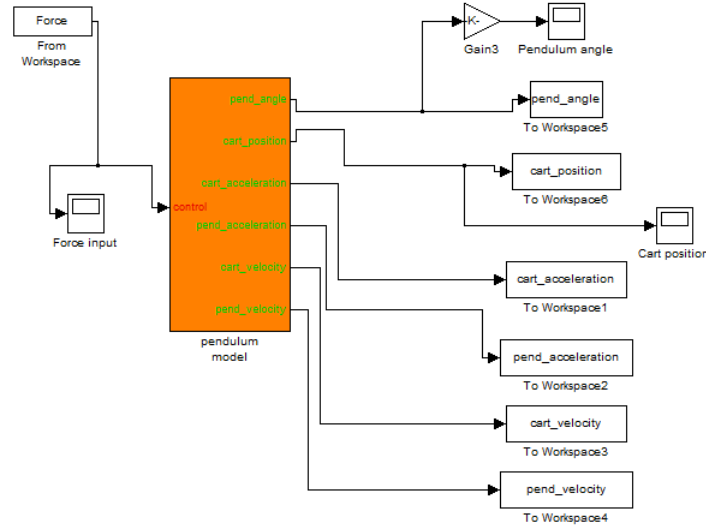 Force
From
Workspace
K-
Gain3
Pendulum angle
pend_angle
pend_angle
To Workspace5
cart_position
cart_position
To Workspace6
cart_acceleration
control
Force input
pend_acceleration
Cart position
cart_velocity
cart_acceleration
To Workspace1
pend_velocity
pendulum
model
pend_acceleration
To Workspace2
cart_velocity
To Workspace3
pend_velocity
To Workspace4